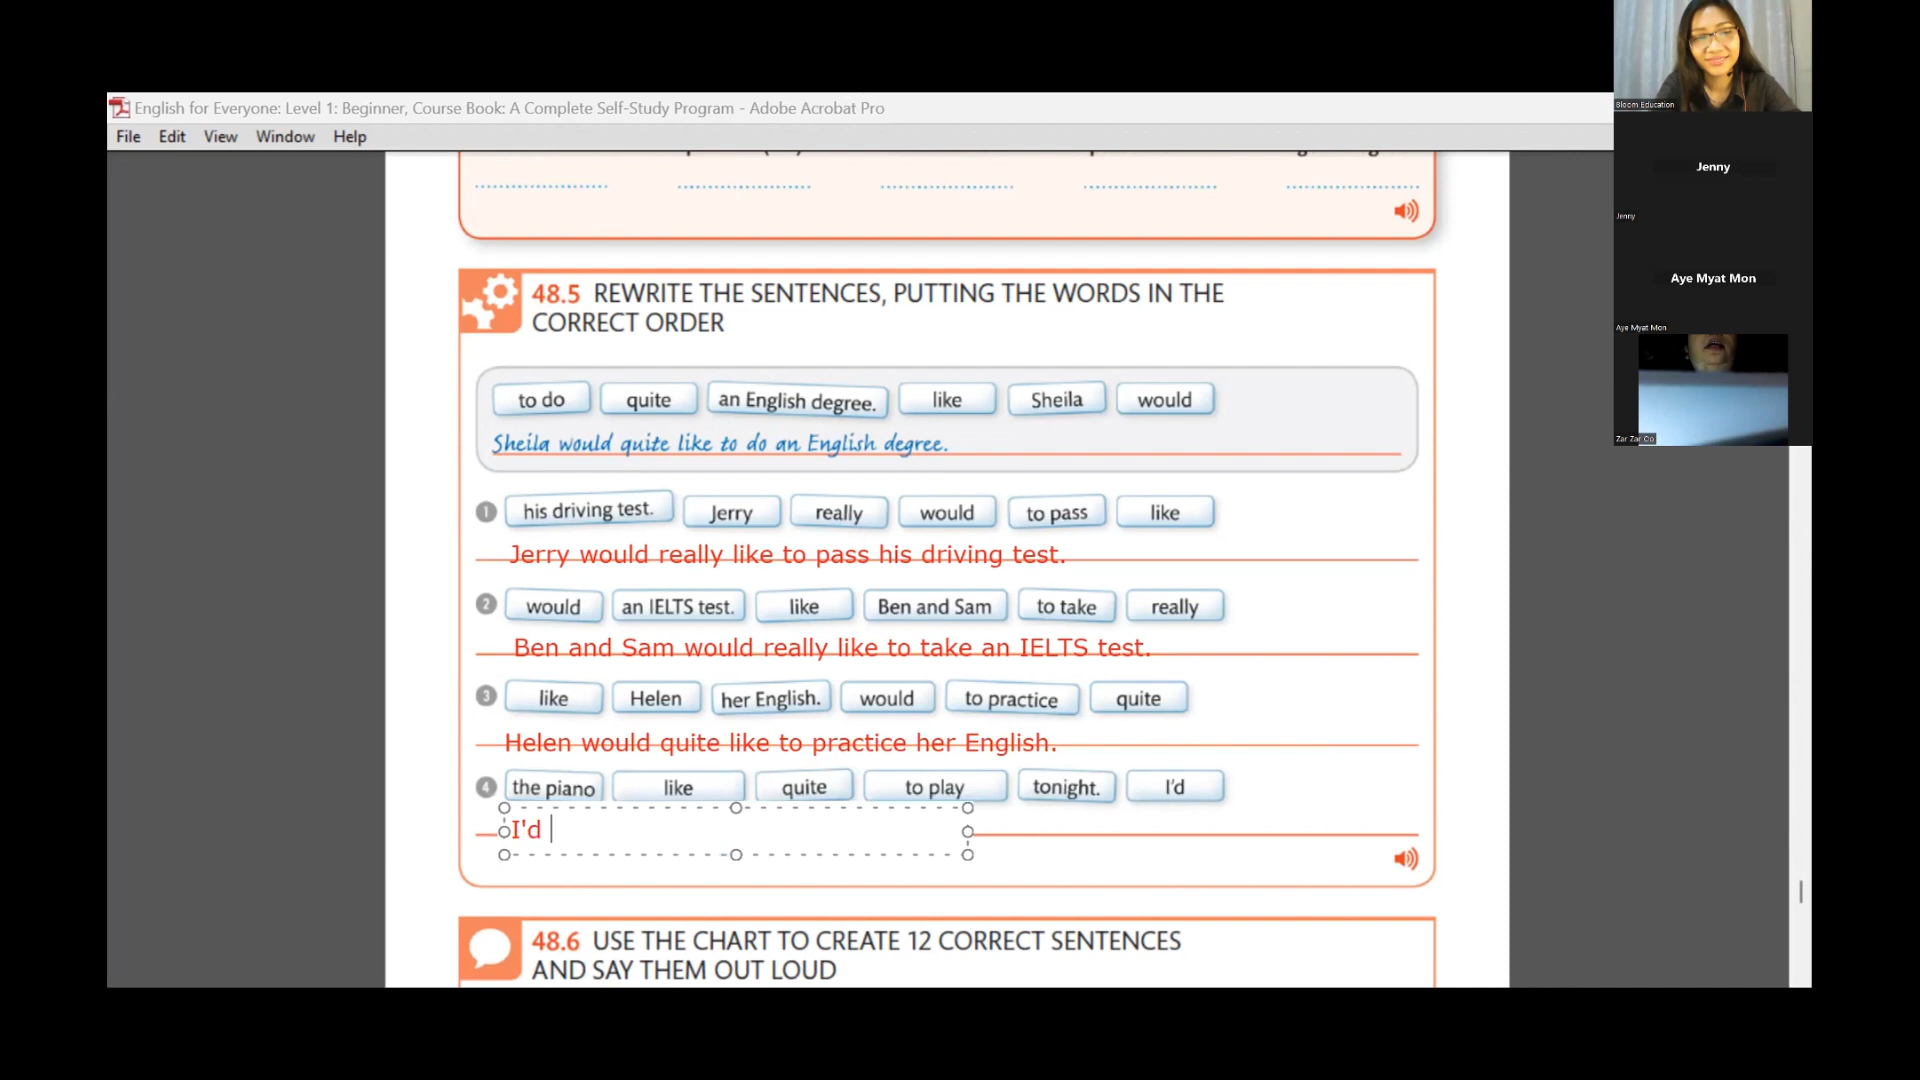 Bloom Education
English for Everyone: Level 1: Beginner, Course Book: A Complete Self-Study Program - Adobe Acrobat Pro
File Edit View Window Help
Jenny
Jenny
Aye Myat Mon
Aye Myat Mon
Zar Zar Oo
48.5 REWRITE THE SENTENCES, PUTTING THE WORDS IN THE
CORRECT ORDER
to do quite an English degree. like Sheila would
Sheila would quite like to do an English degree.
1 his driving test. Jerry really would to pass like
Jerry would really like to pass his driving test.
2 would an IELTS test. like Ben and Sam to take really
Ben and Sam would really like to take an IELTS test.
3 like Helen her English. would to practice quite
Helen would quite like to practice her English.
4 the piano like quite to play tonight. I'd
I'd
48.6 USE THE CHART TO CREATE 12 CORRECT SENTENCES
AND SAY THEM OUT LOUD